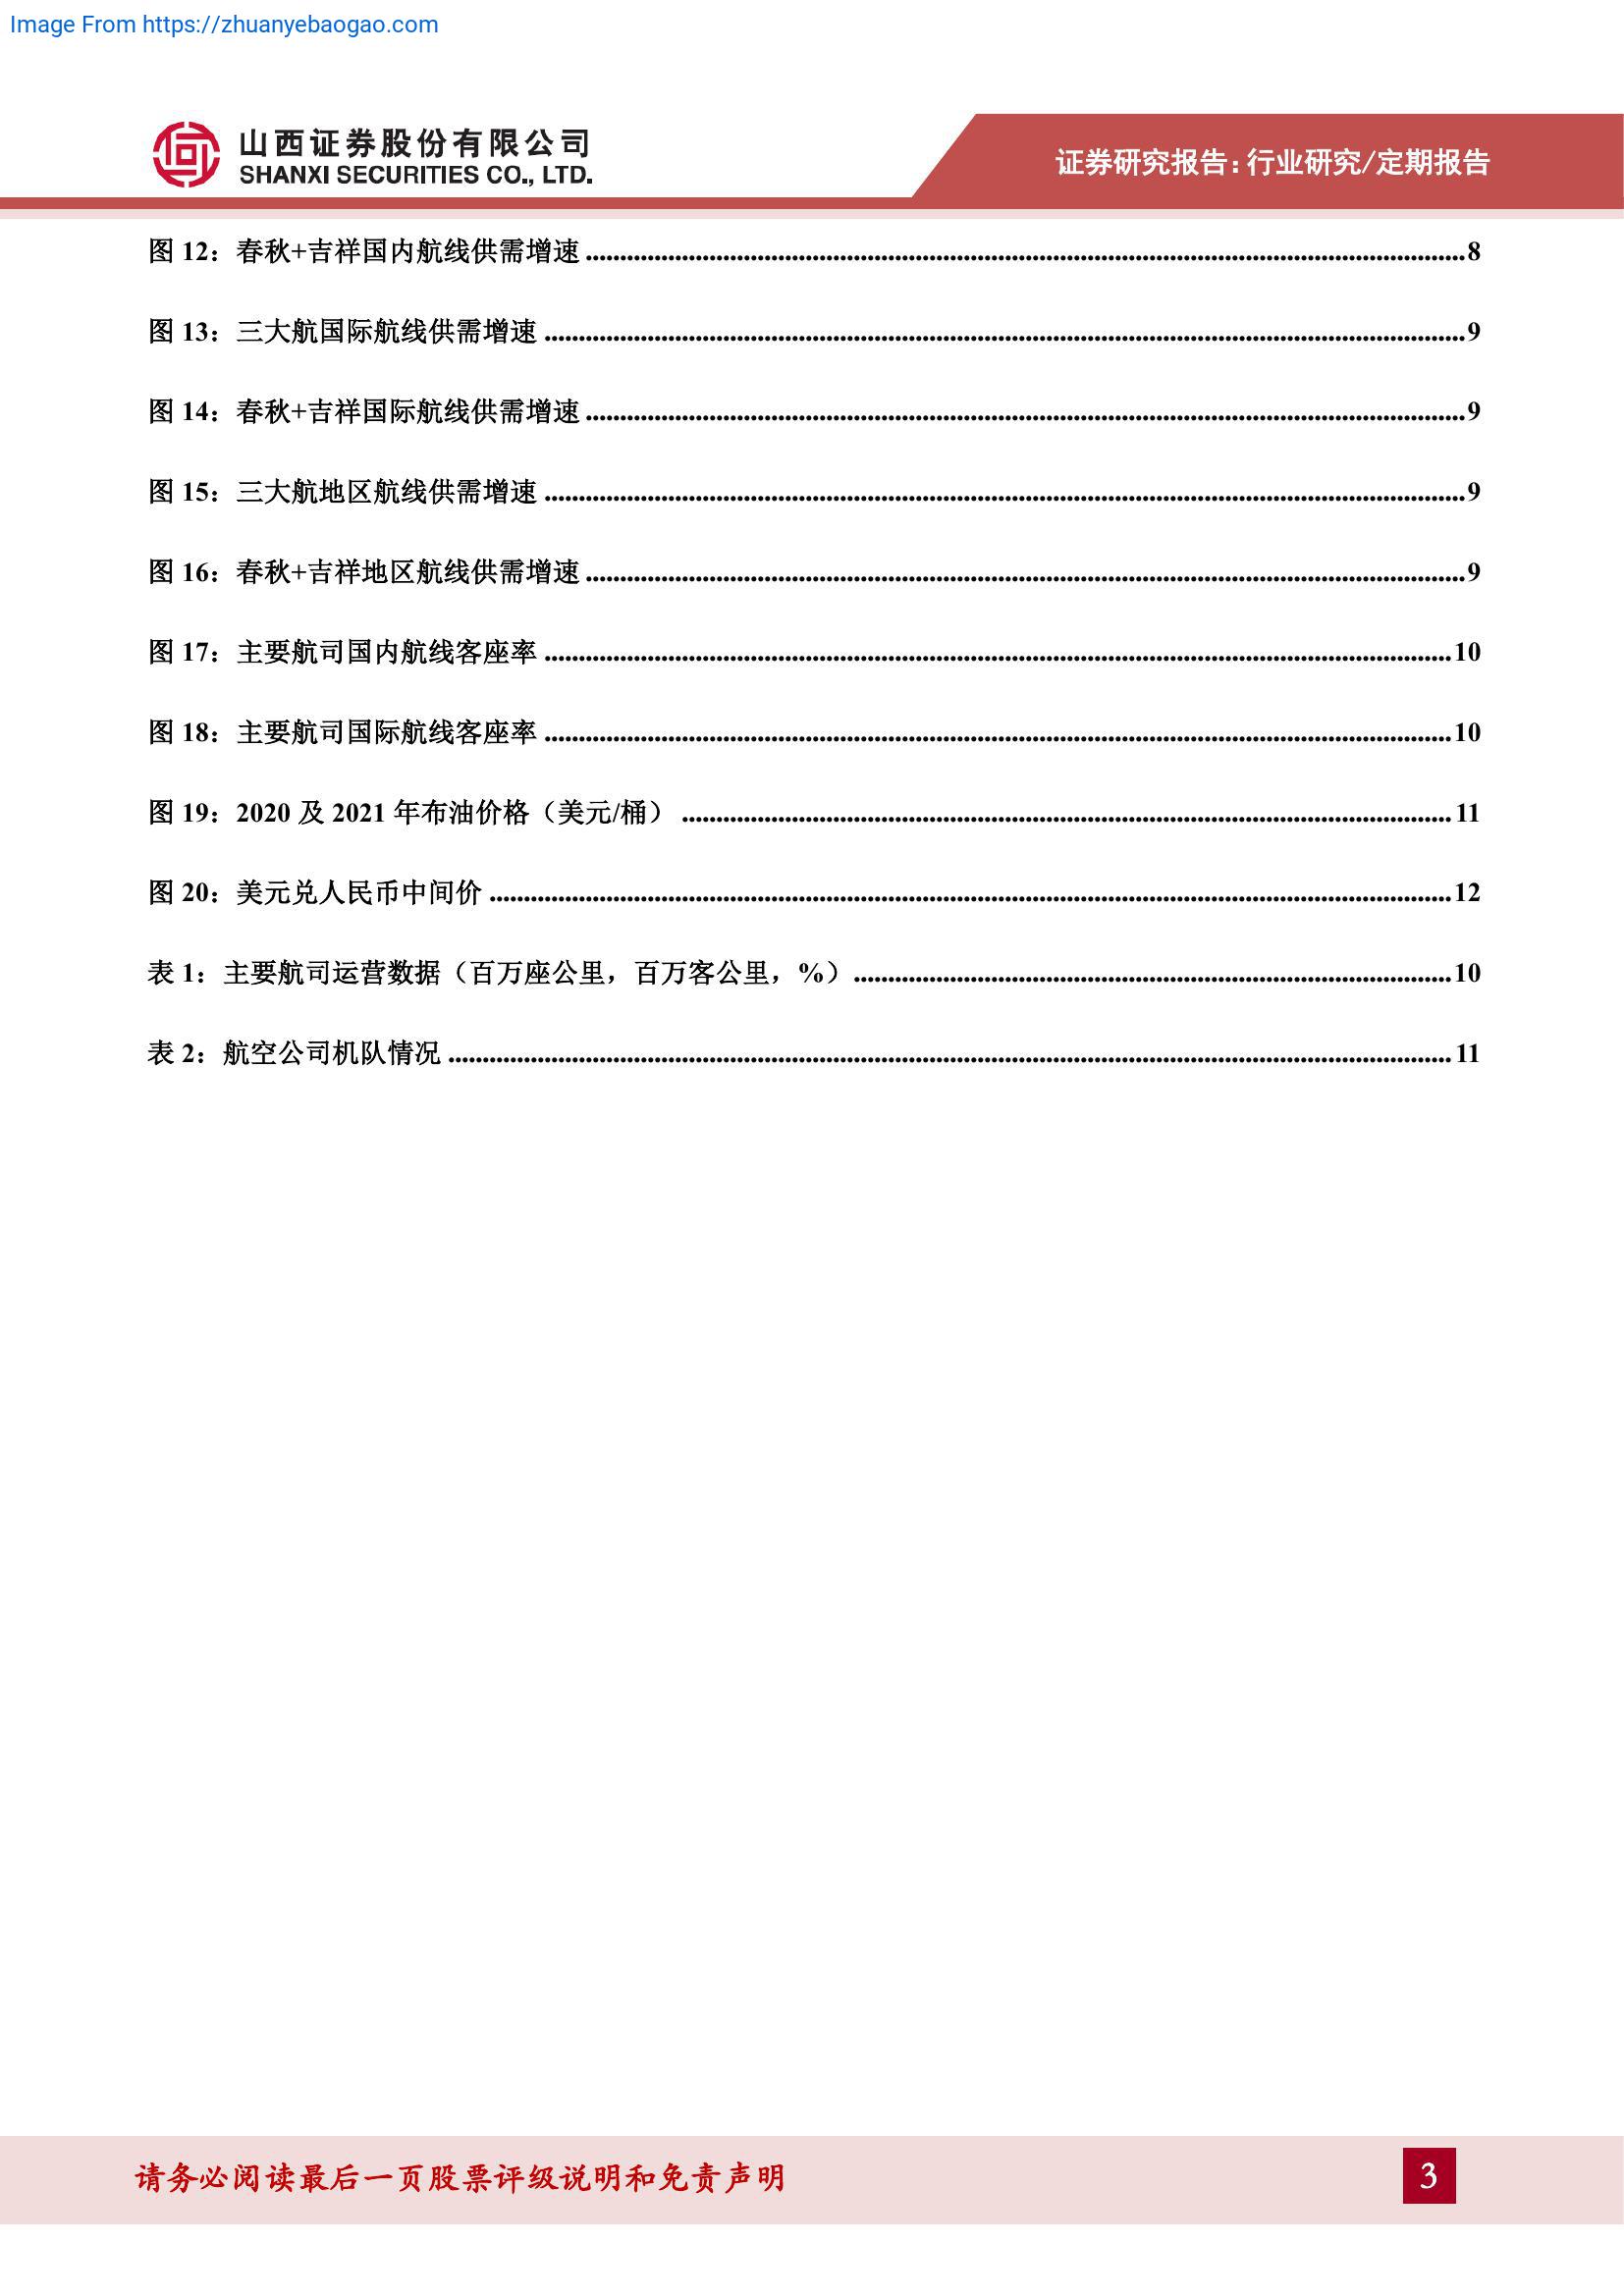 Image From https://zhuanyebaogao.com
山西证券股份有限公司
SHANXI SECURITIES CO., LTD.
证券研究报告:行业研究/定期报告
图 12：春秋+吉祥国内航线供需增速 8
图 13：三大航国际航线供需增速 9
图 14：春秋+吉祥国际航线供需增速 9
图 15：三大航地区航线供需增速 9
图 16：春秋+吉祥地区航线供需增速 9
图 17：主要航司国内航线客座率 10
图 18：主要航司国际航线客座率 10
图 19：2020 及 2021 年布油价格（美元/桶） 11
图 20：美元兑人民币中间价 12
表 1：主要航司运营数据（百万座公里，百万客公里，%） 10
表 2：航空公司机队情况 11
请务必阅读最后一页股票评级说明和免责声明
3